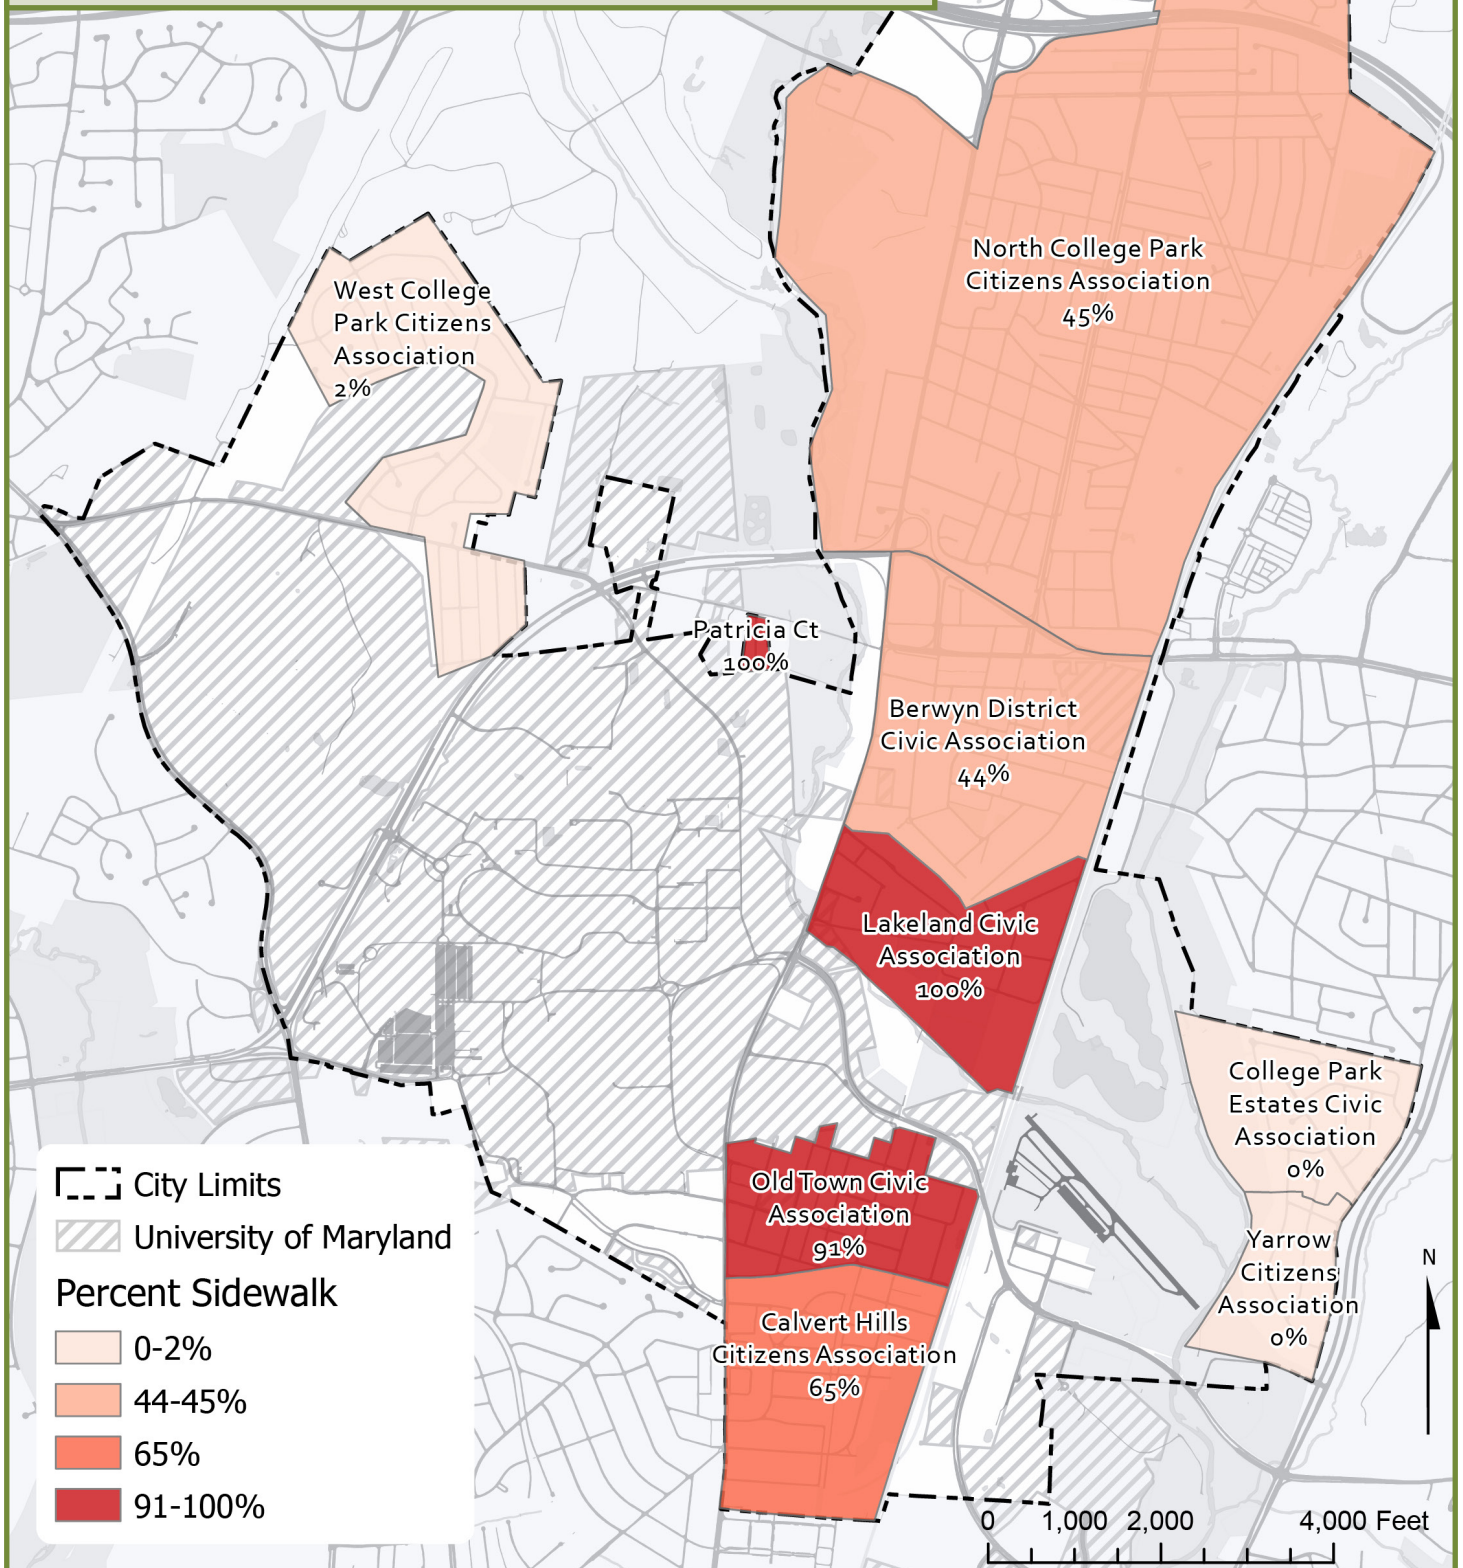 North College Park
Citizens Association
45%
West College
Park Citizens
Association
2%
Patricia Ct
100%
Berwyn District
Civic Association
44%
Lakeland Civic
Association
100%
College Park
Estates Civic
Association
0%
Old Town Civic
Association
91%
Yarrow
Citizens
Association
0%
Calvert Hills
Citizens Association
65%
City Limits
University of Maryland
Percent Sidewalk
0-2%
44-45%
65%
91-100%
N
0 1,000 2,000 4,000 Feet